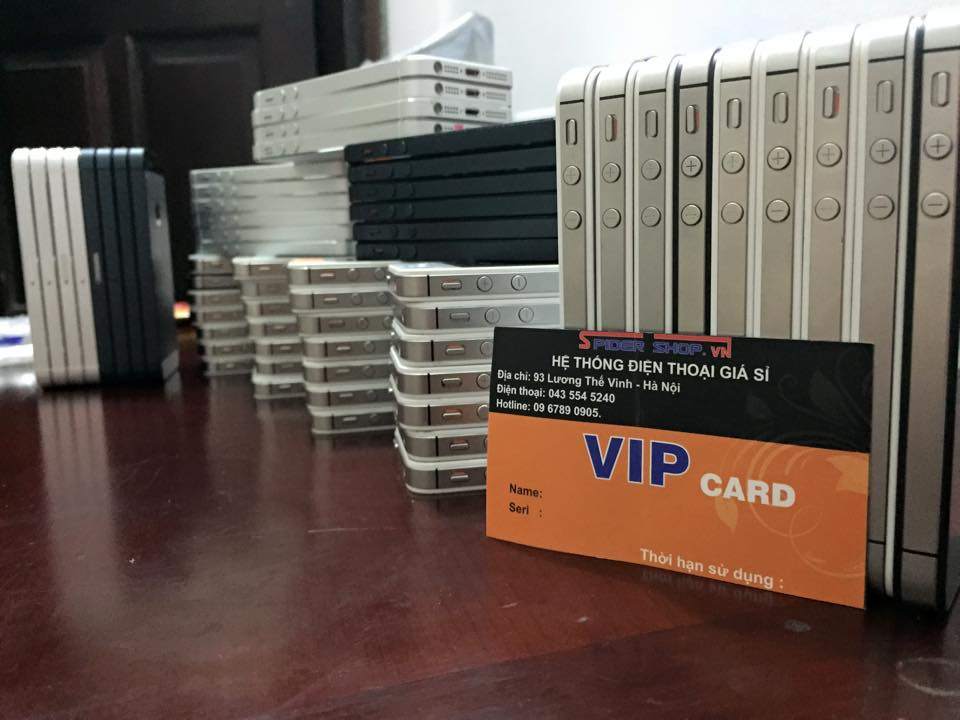 SPIDER SHOP.VN
HỆ THỐNG ĐIỆN THOẠI GIÁ SỈ
Địa chỉ: 93 Lương Thế Vinh - Hà Nội
Điện thoại: 043 554 5240
Hotline: 09 6789 0905.
VIP CARD
Name:
Seri :
Thời hạn sử dụng :